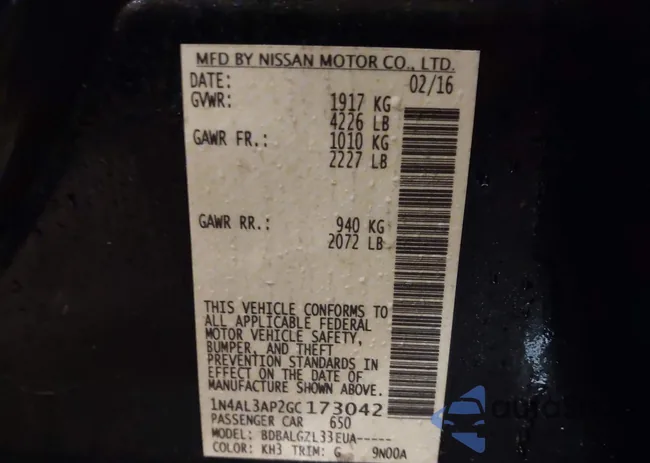 MFD BY NISSAN MOTOR CO., LTD.
DATE: 02/16
GVWR: 1917 KG
4226 LB
GAWR FR.: 1010 KG
2227 LB
GAWR RR.: 940 KG
2072 LB
THIS VEHICLE CONFORMS TO
ALL APPLICABLE FEDERAL
MOTOR VEHICLE SAFETY,
BUMPER, AND THEFT
PREVENTION STANDARDS IN
EFFECT ON THE DATE OF
MANUFACTURE SHOWN ABOVE.
1N4AL3AP2GC173042
PASSENGER CAR 650
MODEL: BDBALGZL33EUA-----
COLOR: KH3 TRIM: G 9N00A